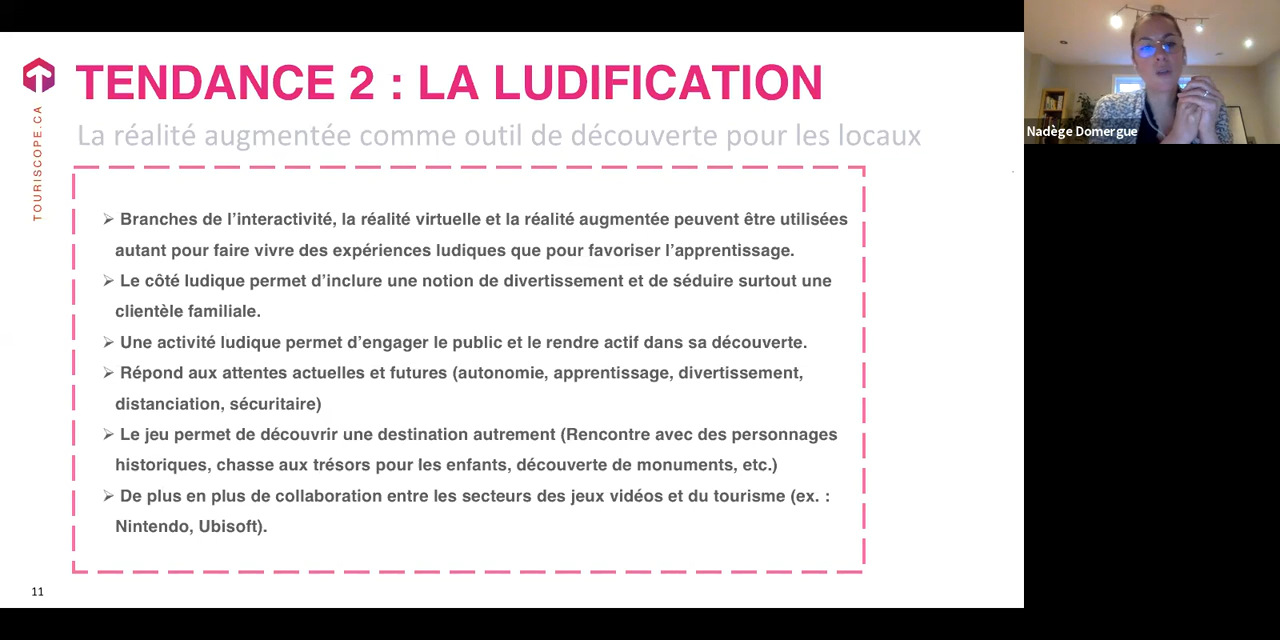 TENDANCE 2 : LA LUDIFICATION
La réalité augmentée comme outil de découverte pour les locaux
TOURISCOPE.CA
➢ Branches de l’interactivité, la réalité virtuelle et la réalité augmentée peuvent être utilisées
autant pour faire vivre des expériences ludiques que pour favoriser l’apprentissage.
➢ Le côté ludique permet d’inclure une notion de divertissement et de séduire surtout une
clientèle familiale.
➢ Une activité ludique permet d’engager le public et le rendre actif dans sa découverte.
➢ Répond aux attentes actuelles et futures (autonomie, apprentissage, divertissement,
distanciation, sécuritaire)
➢ Le jeu permet de découvrir une destination autrement (Rencontre avec des personnages
historiques, chasse aux trésors pour les enfants, découverte de monuments, etc.)
➢ De plus en plus de collaboration entre les secteurs des jeux vidéos et du tourisme (ex. :
Nintendo, Ubisoft).
11
Nadège Domergue